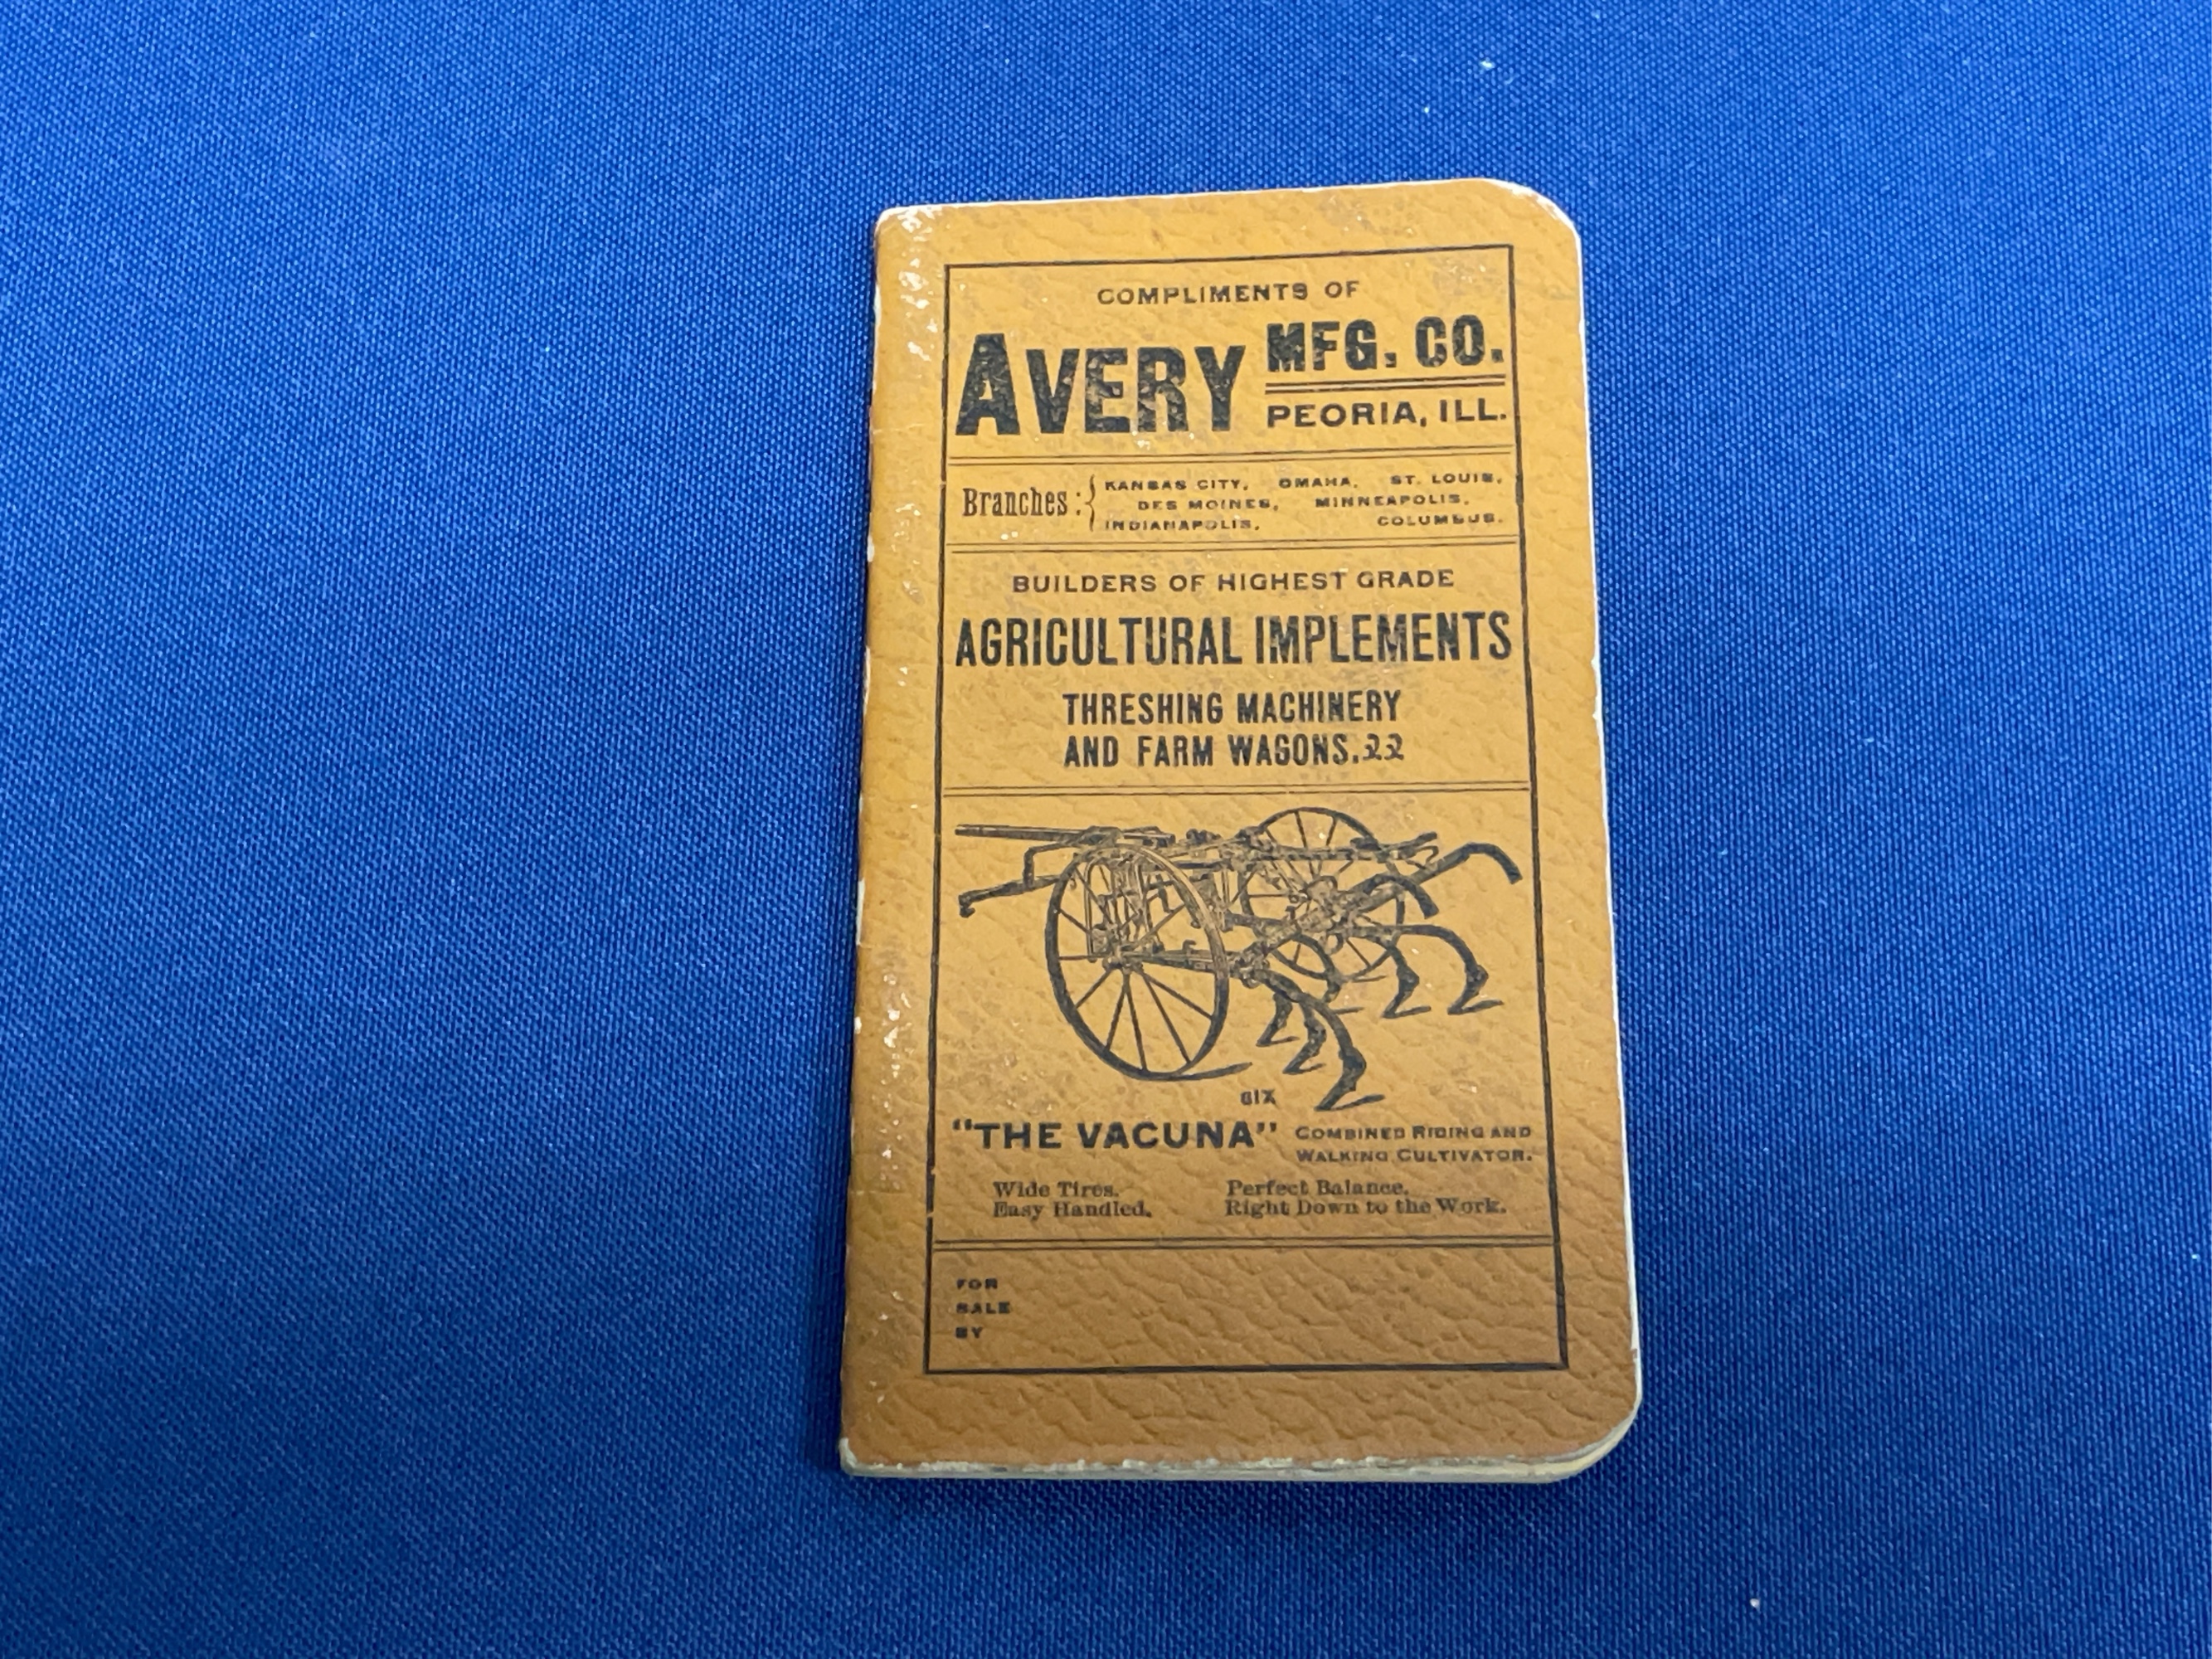 COMPLIMENTS OF
AVERY MFG. CO.
PEORIA, ILL.
Branches: KANSAS CITY, OMAHA, ST. LOUIS,
DES MOINES, MINNEAPOLIS,
INDIANAPOLIS, COLUMBUS.
BUILDERS OF HIGHEST GRADE
AGRICULTURAL IMPLEMENTS
THRESHING MACHINERY
AND FARM WAGONS.
"THE VACUNA" COMBINED RIDING AND
WALKING CULTIVATOR.
Wide Tires. Perfect Balance.
Easy Handled. Right Down to the Work.
FOR
SALE
BY